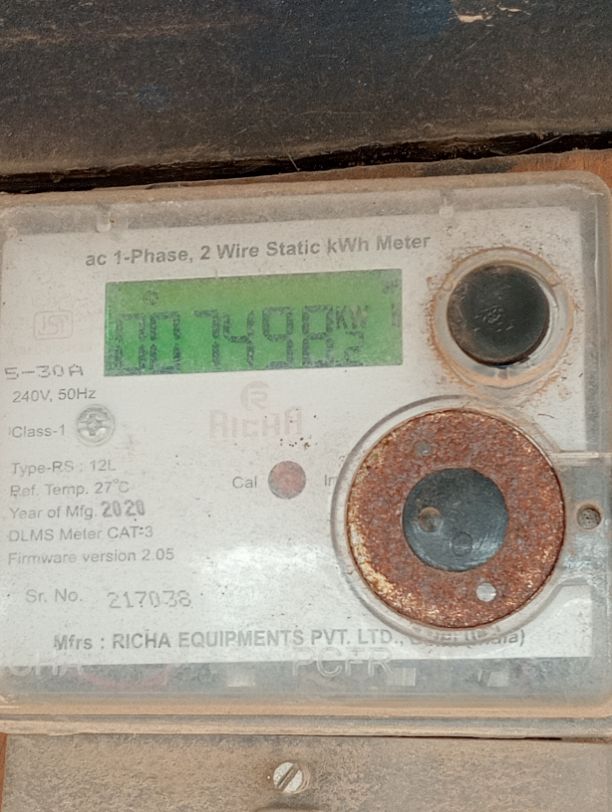 ac 1-Phase, 2 Wire Static kWh Meter
5-30A
240V, 50Hz
RICHA
Class-1
Type-RS : 12L
Cal
Ref. Temp. 27°C
Year of Mfg. 2020
DLMS Meter CAT-3
Firmware version 2.05
Sr. No. 217038
Mfrs : RICHA EQUIPMENTS PVT. LTD.,